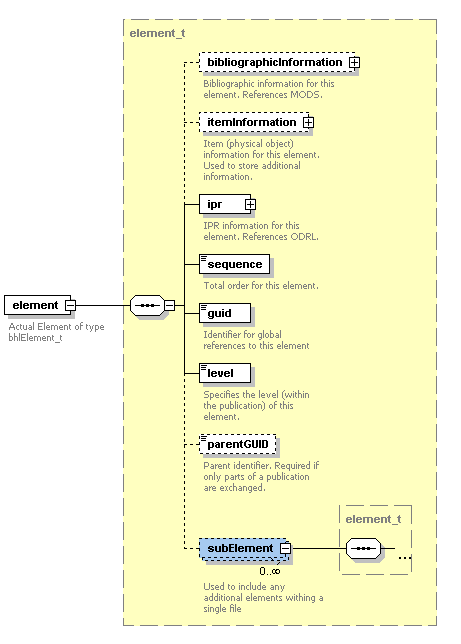 element_t
bibliographicInformation
Bibliographic information for this
element. References MODS.
itemInformation
Item (physical object)
information for this element.
Used to store additional
information.
ipr
IPR information for this
element. References ODRL.
sequence
Total order for this element.
element
Actual Element of type
bhlElement_t
guid
Identifier for global
references to this element
level
Specifies the level (within
the publication) of this
element.
parentGUID
Parent identifier. Required if
only parts of a publication
are exchanged.
element_t
subElement
0..∞
...
Used to include any
additional elements withing a
single file